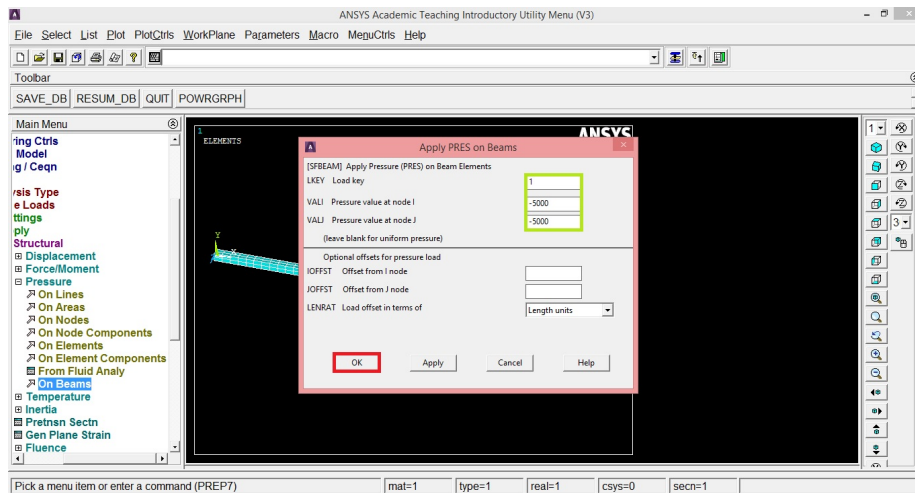 ANSYS Academic Teaching Introductory Utility Menu (V3)
File Select List Plot PlotCtrls WorkPlane Parameters Macro MenuCtrls Help
Toolbar
SAVE_DB RESUM_DB QUIT POWRGRPH
Main Menu
ring Ctrls
Model
ng / Ceqn
ysis Type
e Loads
ttings
ply
Structural
Displacement
Force/Moment
Pressure
On Lines
On Areas
On Nodes
On Node Components
On Elements
On Element Components
From Fluid Analy
On Beams
Temperature
Inertia
Pretnsn Sectn
Gen Plane Strain
Fluence
1
ELEMENTS
ANSYS
Y
X
Apply PRES on Beams
[SFBEAM] Apply Pressure (PRES) on Beam Elements
LKEY Load key 1
VALI Pressure value at node I -5000
VALJ Pressure value at node J -5000
(leave blank for uniform pressure)
Optional offsets for pressure load
IOFFST Offset from I node
JOFFST Offset from J node
LENRAT Load offset in terms of Length units
OK Apply Cancel Help
1
3
Pick a menu item or enter a command (PREP7) mat=1 type=1 real=1 csys=0 secn=1